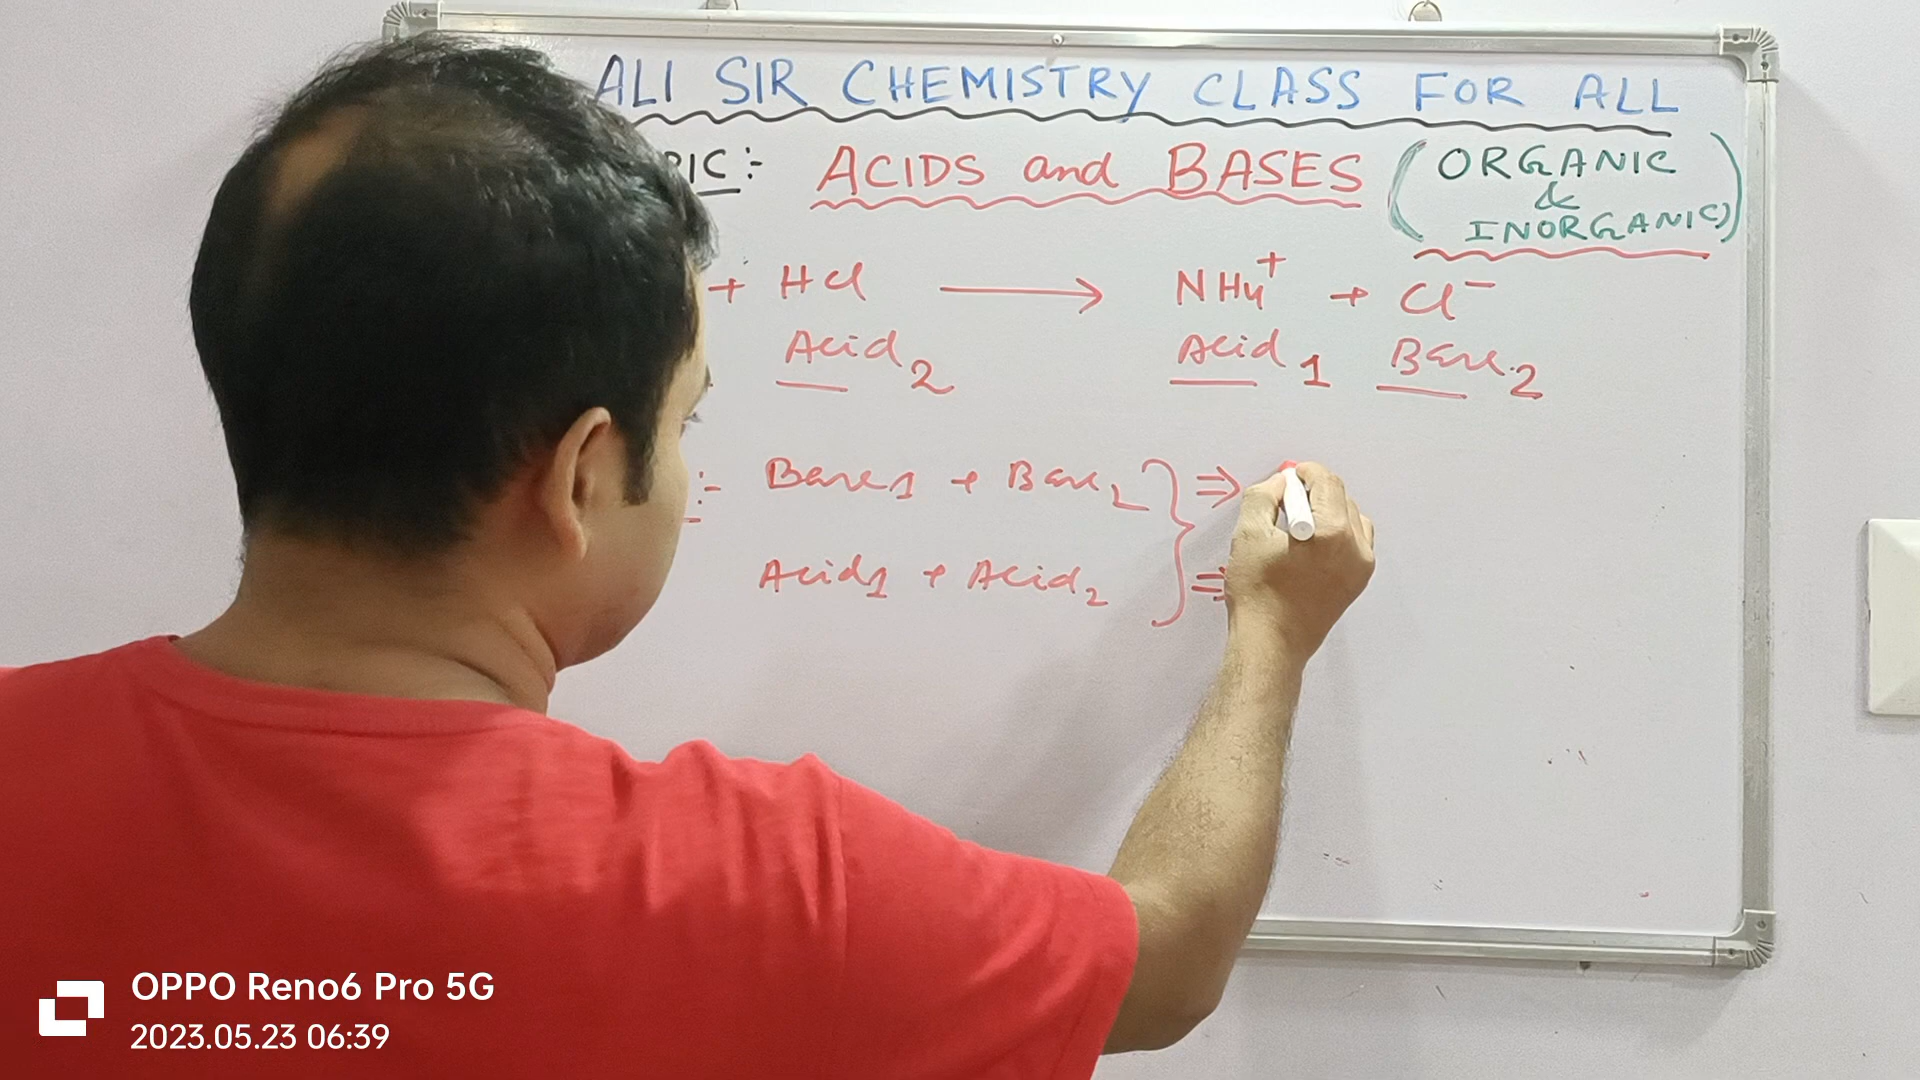 ALI SIR CHEMISTRY CLASS FOR ALL
PIC:- ACIDS and BASES (ORGANIC
&
INORGANIC)
+ HCl ⟶ NH4+ + Cl−
Acid2 Acid1 Base2
:- Base1 + Base2 } ⇒
Acid1 + Acid2 } ⇒
OPPO Reno6 Pro 5G
2023.05.23 06:39